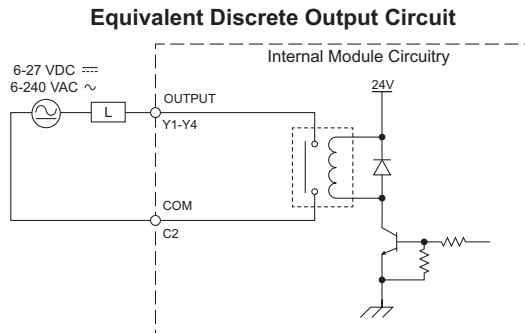 Equivalent Discrete Output Circuit
Internal Module Circuitry
6-27 VDC ⎓
6-240 VAC ∿
24V
OUTPUT
L
Y1-Y4
COM
C2